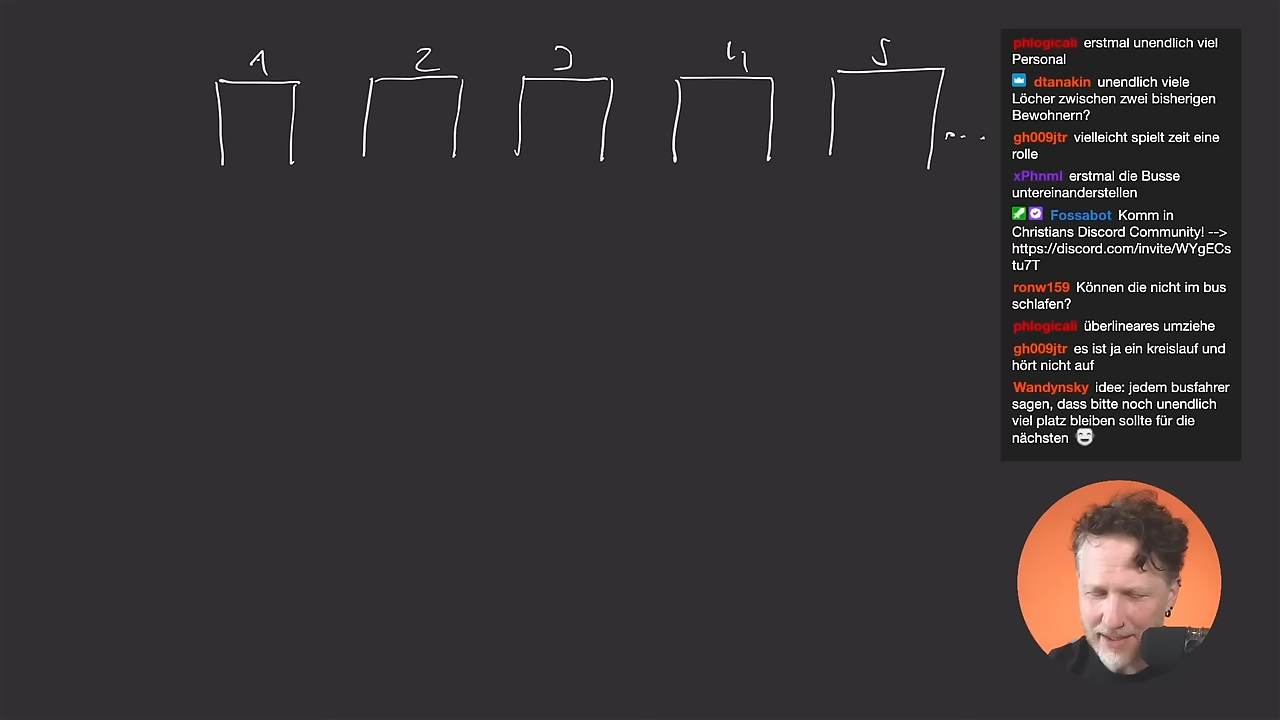 1 2 3 4 5
...
phlogicali erstmal unendlich viel
Personal
dtanakin unendlich viele
Löcher zwischen zwei bisherigen
Bewohnern?
gh009jtr vielleicht spielt zeit eine
rolle
xPhnml erstmal die Busse
untereinanderstellen
Fossabot Komm in
Christians Discord Community! -->
https://discord.com/invite/WYgECs
tu7T
ronw159 Können die nicht im bus
schlafen?
phlogicali überlineares umziehe
gh009jtr es ist ja ein kreislauf und
hört nicht auf
Wandynsky idee: jedem busfahrer
sagen, dass bitte noch unendlich
viel platz bleiben sollte für die
nächsten